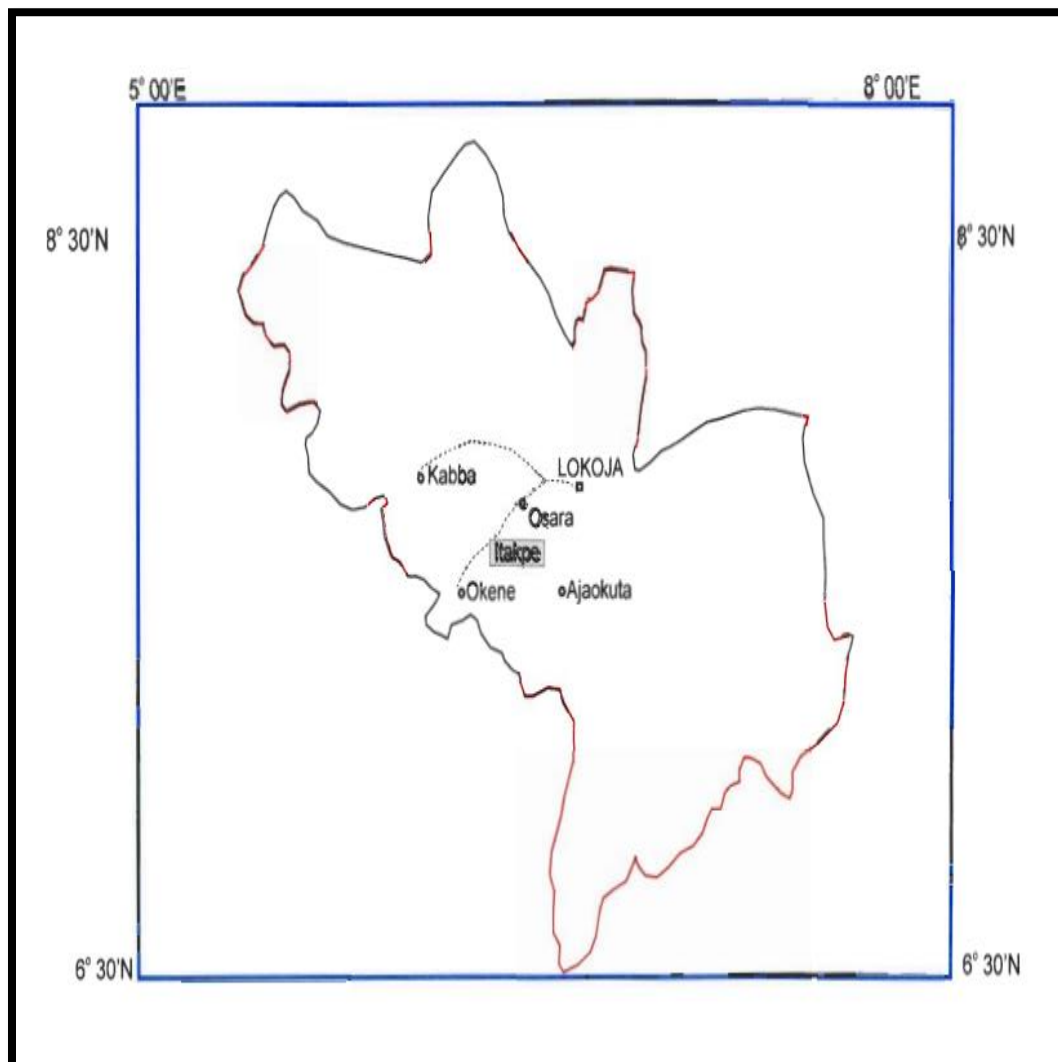 5° 00'E
8° 00'E
8° 30'N
8° 30'N
Kabba
LOKOJA
Osara
Itakpe
Okene
Ajaokuta
6° 30'N
6° 30'N